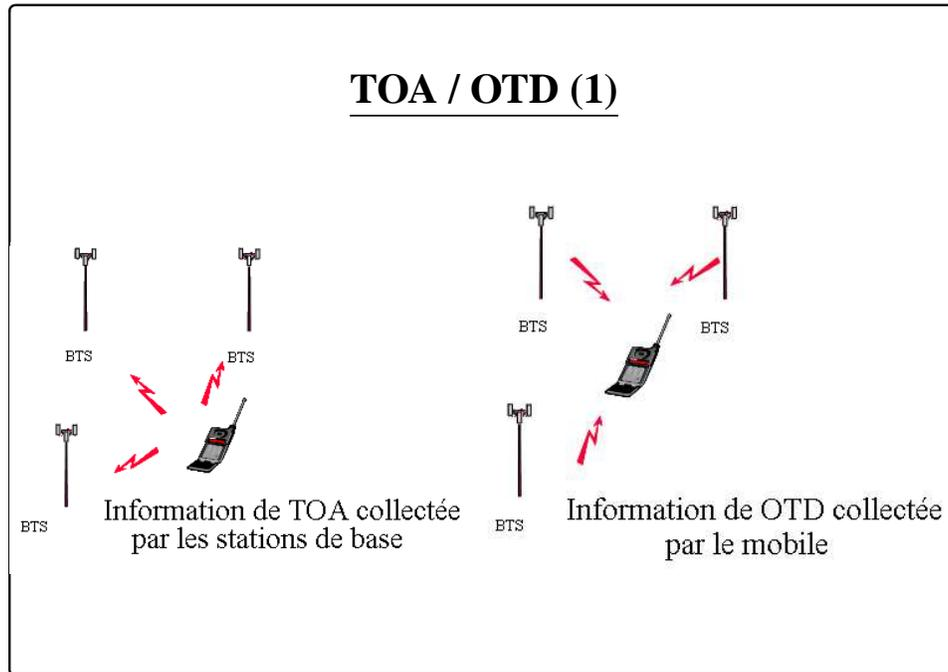 TOA / OTD (1)
BTS
BTS
BTS
Information de TOA collectée
par les stations de base
BTS
BTS
BTS
Information de OTD collectée
par le mobile